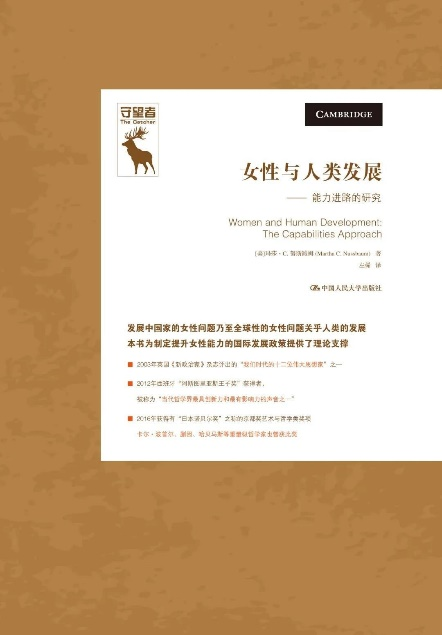 守望者
The Catcher
CAMBRIDGE
女性与人类发展
—— 能力进路的研究
Women and Human Development:
The Capabilities Approach
[美]玛莎·C. 努斯鲍姆 (Martha C. Nussbaum) 著
左稀 译
中国人民大学出版社
发展中国家的女性问题乃至全球性的女性问题关乎人类的发展
本书为制定提升女性能力的国际发展政策提供了理论支撑
■ 2003年英国《新政治家》杂志评出的“我们时代的十二位伟大思想家”之一
■ 2012年西班牙“阿斯图里亚斯王子奖”获得者，
被称为“当代哲学界最具创新力和最有影响力的声音之一”
■ 2016年获得有“日本诺贝尔奖”之称的京都奖艺术与哲学类奖项
卡尔·波普尔、蒯因、哈贝马斯等重量级哲学家也曾获此奖